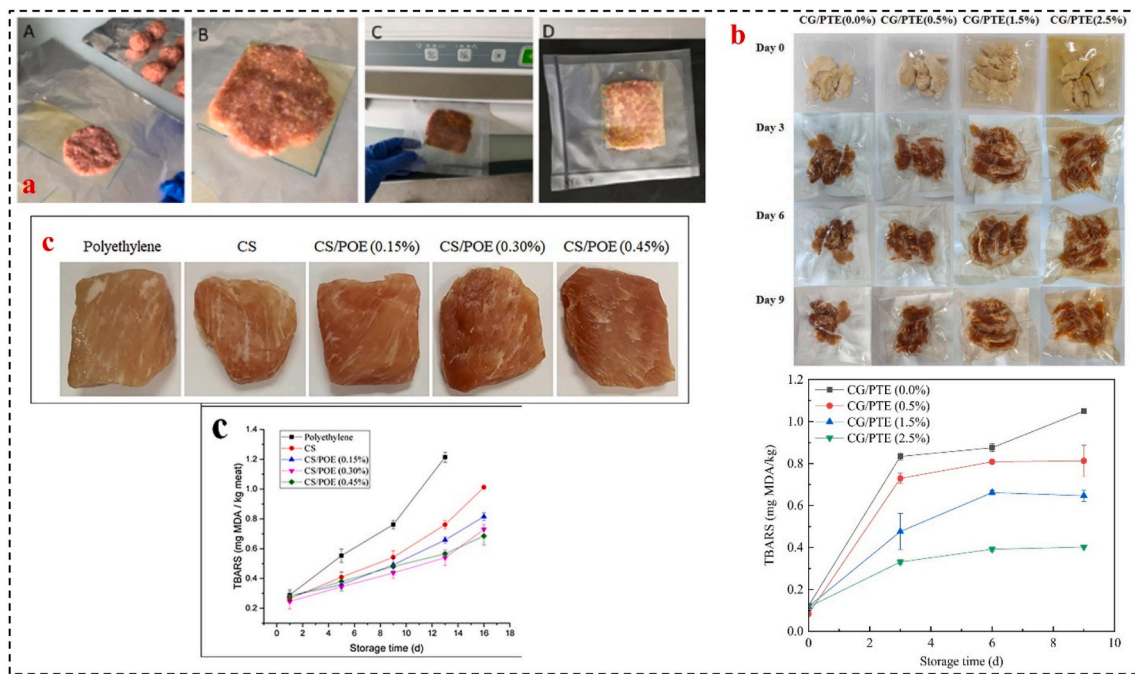 A
B
C
D
a
b
CG/PTE(0.0%) CG/PTE(0.5%) CG/PTE(1.5%) CG/PTE(2.5%)
Day 0
Day 3
Day 6
Day 9
c
Polyethylene CS CS/POE (0.15%) CS/POE (0.30%) CS/POE (0.45%)
c
Polyethylene
CS
CS/POE (0.15%)
CS/POE (0.30%)
CS/POE (0.45%)
TBARS (mg MDA / kg meat)
1.4
1.2
1.0
0.8
0.6
0.4
0.2
0 2 4 6 8 10 12 14 16 18
Storage time (d)
CG/PTE (0.0%)
CG/PTE (0.5%)
CG/PTE (1.5%)
CG/PTE (2.5%)
TBARS (mg MDA/kg)
1.2
1.0
0.8
0.6
0.4
0.2
0.0
0 2 4 6 8 10
Storage time (d)